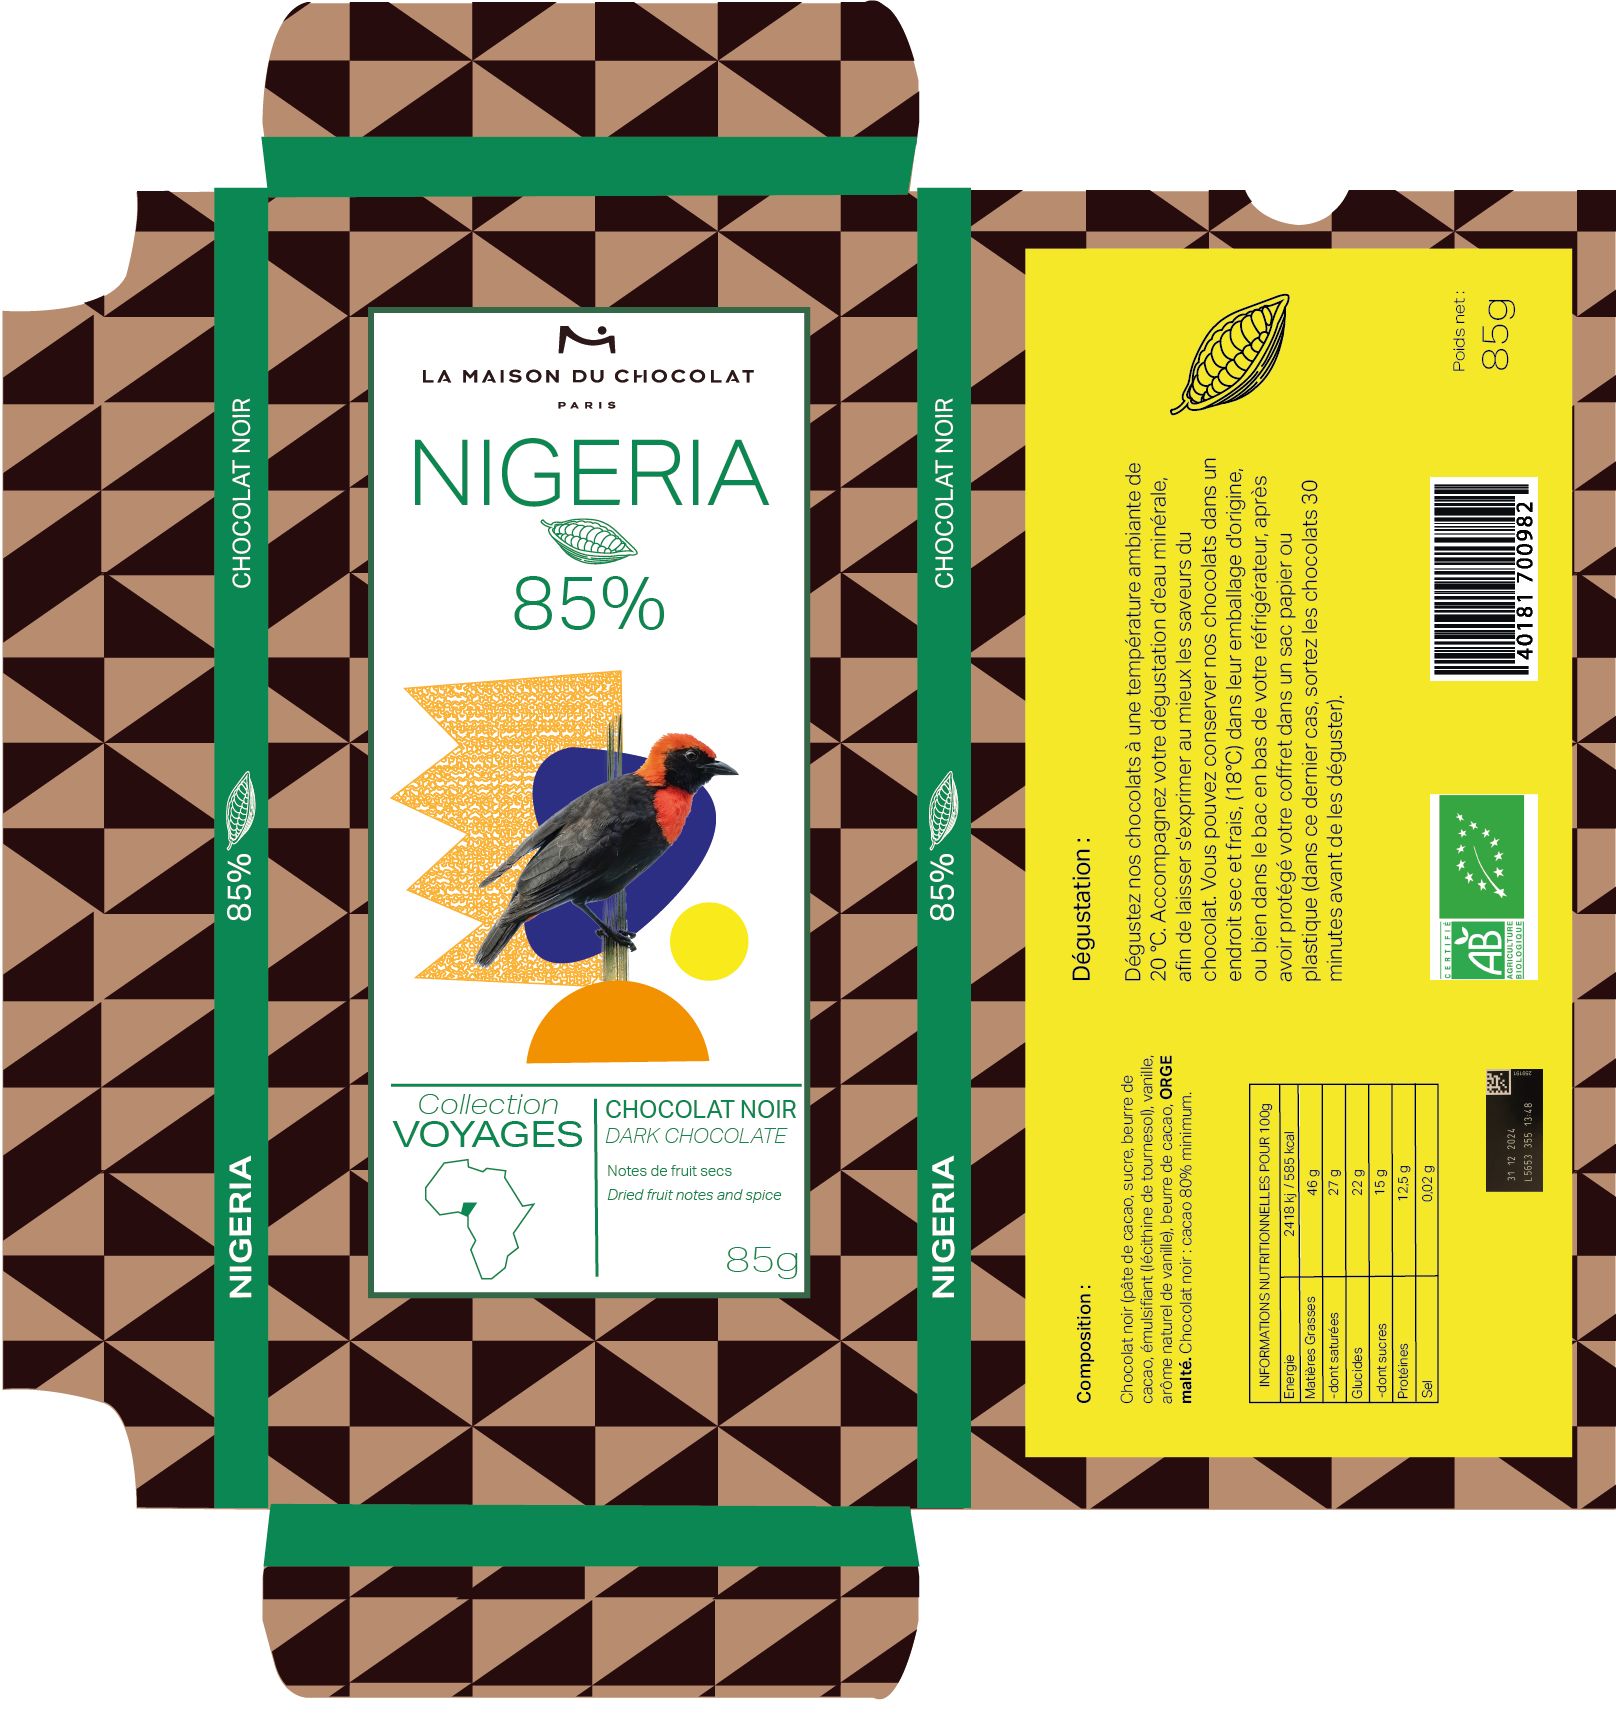 LA MAISON DU CHOCOLAT
PARIS
NIGERIA
85%
Collection
VOYAGES
CHOCOLAT NOIR
DARK CHOCOLATE
Notes de fruit secs
Dried fruit notes and spice
85g
NIGERIA
85%
CHOCOLAT NOIR
NIGERIA
85%
CHOCOLAT NOIR
Composition :
Chocolat noir (pâte de cacao, sucre, beurre de
cacao, émulsifiant (lécithine de tournesol), vanille,
arôme naturel de vanille), beurre de cacao, ORGE
malté. Chocolat noir : cacao 80% minimum.
INFORMATIONS NUTRITIONNELLES POUR 100g
Energie 2418 kj / 585 kcal
Matières Grasses 46 g
-dont saturées 27 g
Glucides 22 g
-dont sucres 15 g
Protéines 12,5 g
Sel 0.02 g
31 12 2024
L5653 355 13:48
Dégustation :
Dégustez nos chocolats à une température ambiante de
20 °C. Accompagnez votre dégustation d'eau minérale,
afin de laisser s'exprimer au mieux les saveurs du
chocolat. Vous pouvez conserver nos chocolats dans un
endroit sec et frais, (18°C) dans leur emballage d'origine,
ou bien dans le bac en bas de votre réfrigérateur, après
avoir protégé votre coffret dans un sac papier ou
plastique (dans ce dernier cas, sortez les chocolats 30
minutes avant de les déguster).
CERTIFIÉ
AB
AGRICULTURE
BIOLOGIQUE
40181 700982
Poids net :
85g